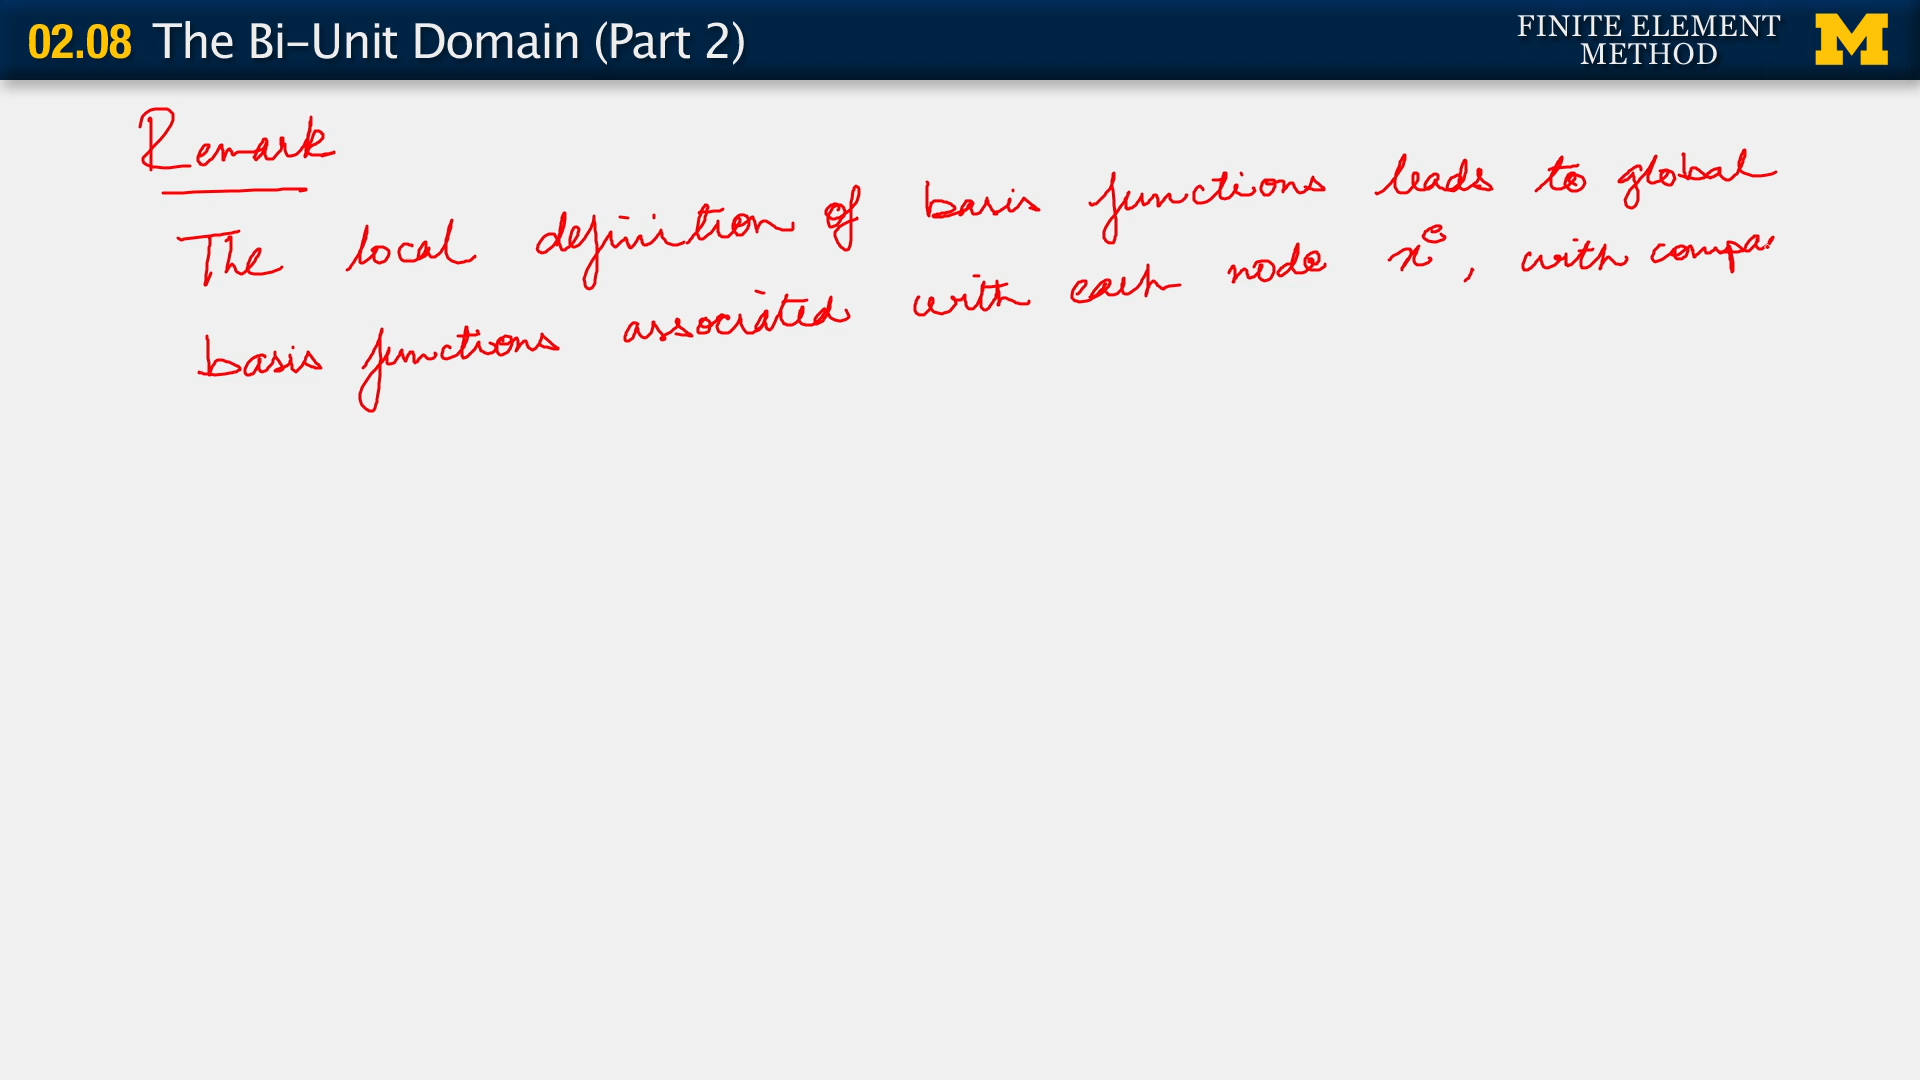 02.08 The Bi-Unit Domain (Part 2)
FINITE ELEMENT
METHOD
M
Remark
The local definition of basis functions leads to global
basis functions associated with each node xᵉ, with compa